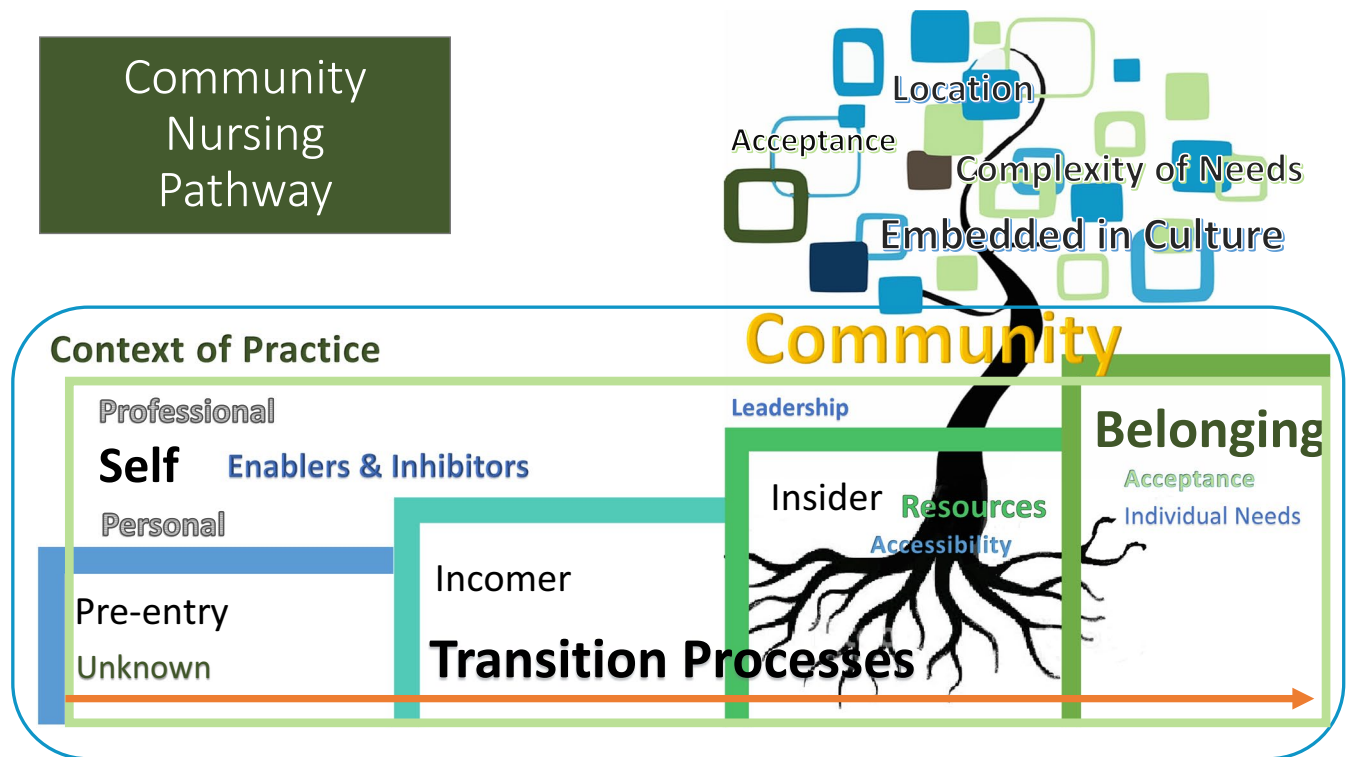 Community
Nursing
Pathway
Location
Acceptance
Complexity of Needs
Embedded in Culture
Community
Context of Practice
Professional
Self
Enablers & Inhibitors
Personal
Leadership
Belonging
Acceptance
Individual Needs
Insider
Resources
Accessibility
Incomer
Pre-entry
Unknown
Transition Processes